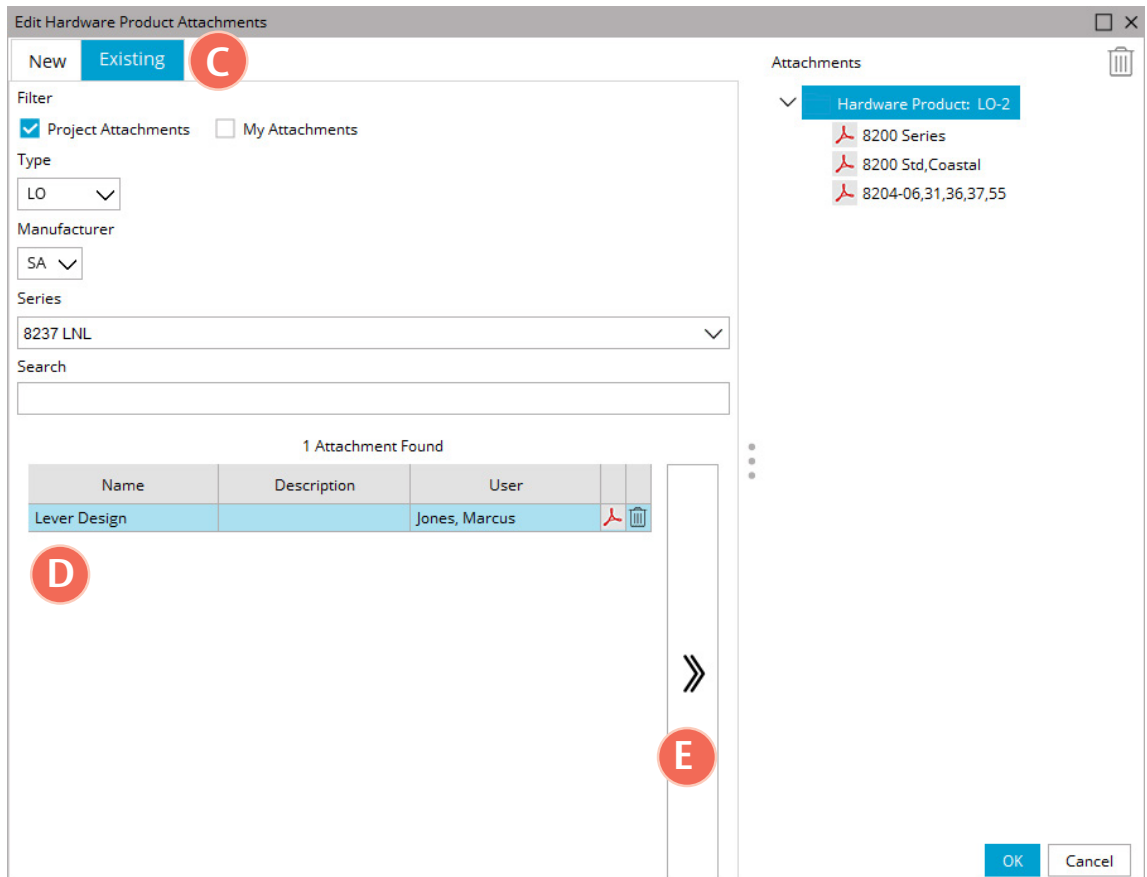 Edit Hardware Product Attachments
New Existing C
Filter
Project Attachments My Attachments
Type
LO
Manufacturer
SA
Series
8237 LNL
Search
1 Attachment Found
Name Description User
Lever Design Jones, Marcus
D
E
Attachments
Hardware Product: LO-2
8200 Series
8200 Std,Coastal
8204-06,31,36,37,55
OK Cancel